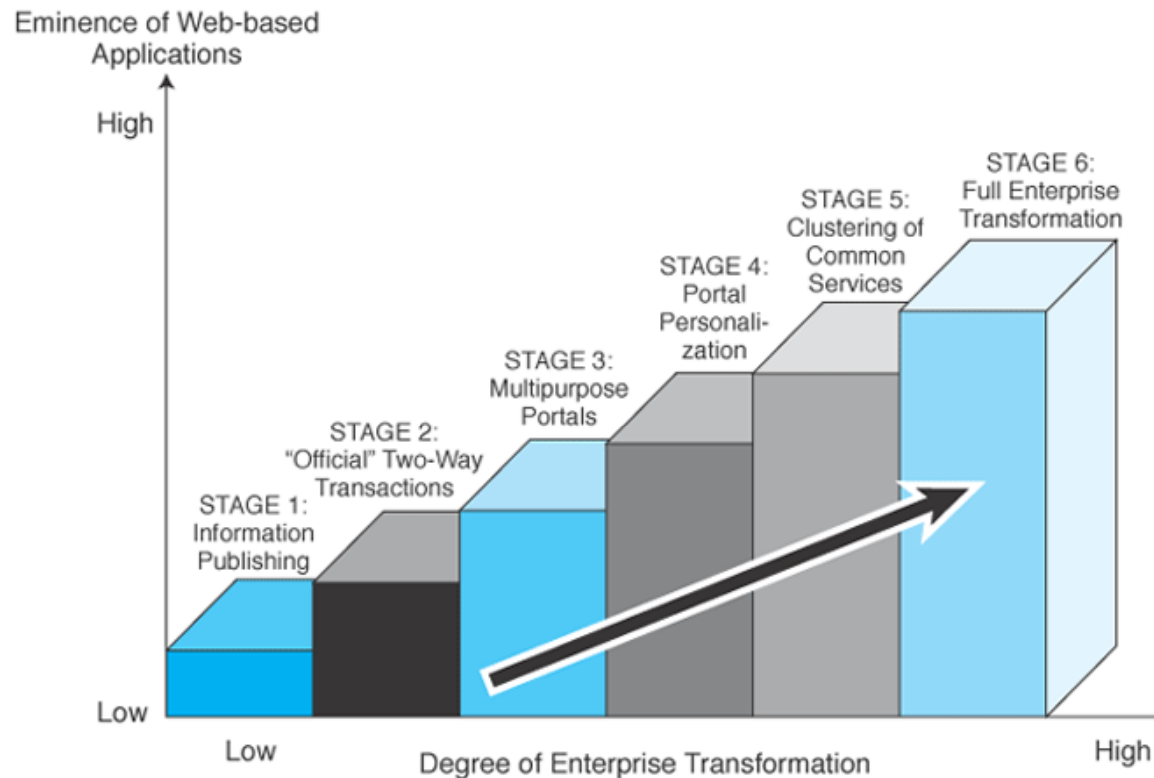 Eminence of Web-based
Applications
High
STAGE 6:
Full Enterprise
Transformation
STAGE 5:
Clustering of
Common
Services
STAGE 4:
Portal
Personali-
zation
STAGE 3:
Multipurpose
Portals
STAGE 2:
“Official” Two-Way
Transactions
STAGE 1:
Information
Publishing
Low
Low
Degree of Enterprise Transformation
High